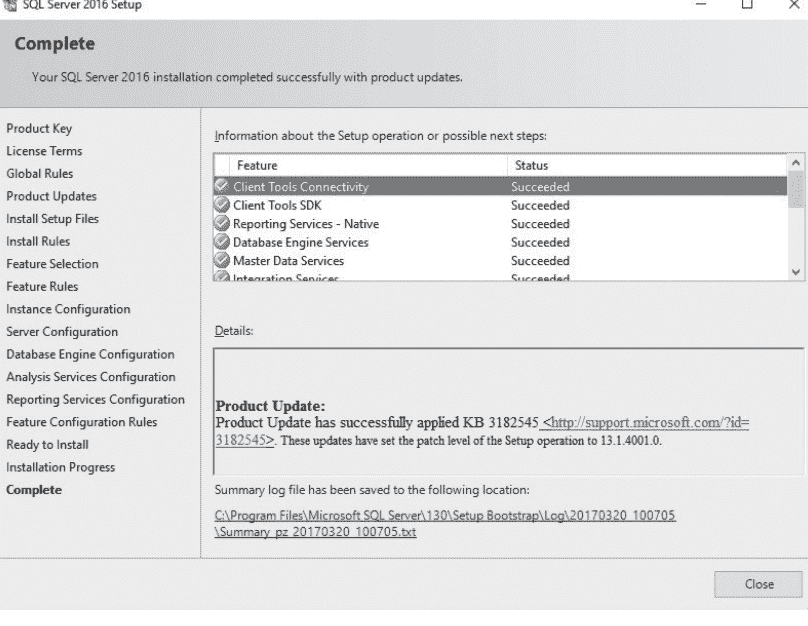 SQL Server 2016 Setup
Complete
Your SQL Server 2016 installation completed successfully with product updates.
Product Key
License Terms
Global Rules
Product Updates
Install Setup Files
Install Rules
Feature Selection
Feature Rules
Instance Configuration
Server Configuration
Database Engine Configuration
Analysis Services Configuration
Reporting Services Configuration
Feature Configuration Rules
Ready to Install
Installation Progress
Complete
Information about the Setup operation or possible next steps:
Feature Status
Client Tools Connectivity Succeeded
Client Tools SDK Succeeded
Reporting Services - Native Succeeded
Database Engine Services Succeeded
Master Data Services Succeeded
Integration Services Succeeded
Details:
Product Update:
Product Update has successfully applied KB 3182545 <http://support.microsoft.com/?id=
3182545>. These updates have set the patch level of the Setup operation to 13.1.4001.0.
Summary log file has been saved to the following location:
C:\Program Files\Microsoft SQL Server\130\Setup Bootstrap\Log\20170320_100705
\Summary_pz_20170320_100705.txt
Close